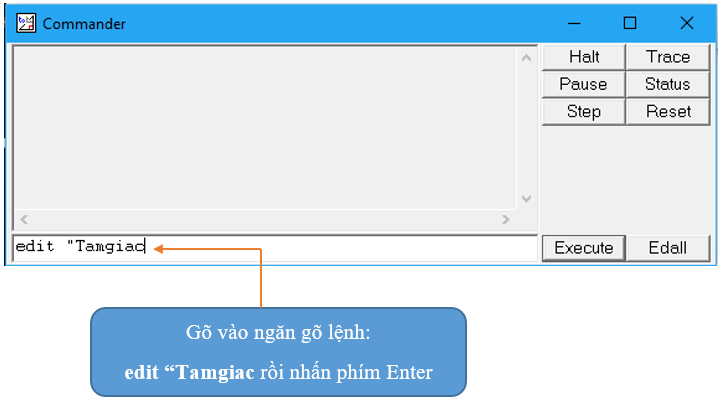 Commander
Halt Trace
Pause Status
Step Reset
edit "Tamgiac
Execute Edall
Gõ vào ngăn gõ lệnh:
edit “Tamgiac rồi nhấn phím Enter